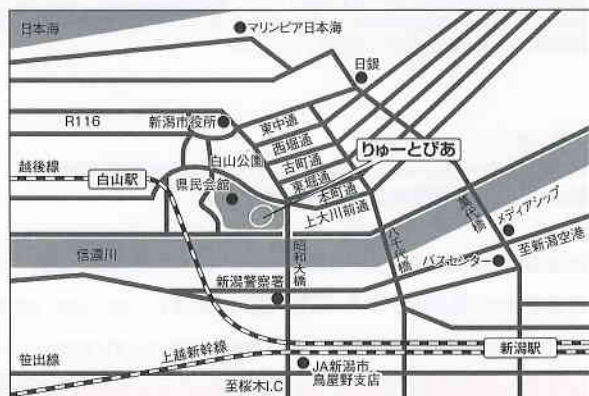 日本海
マリンピア日本海
日銀
R116
新潟市役所
東中通
西堀通
古町通
東堀通
本町通
上大川前通
りゅーとぴあ
白山公園
越後線
白山駅
県民会館
信濃川
昭和大橋
八千代橋
萬代橋
メディアシップ
至新潟空港
バスセンター
新潟警察署
新潟駅
笹出線
上越新幹線
JA新潟市
鳥屋野支店
至桜木I.C